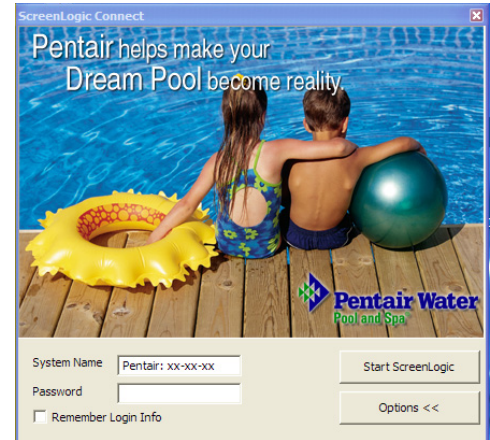 ScreenLogic Connect
Pentair helps make your
Dream Pool become reality.
Pentair Water
Pool and Spa
System Name
Pentair: xx-xx-xx
Start ScreenLogic
Password
Remember Login Info
Options <<